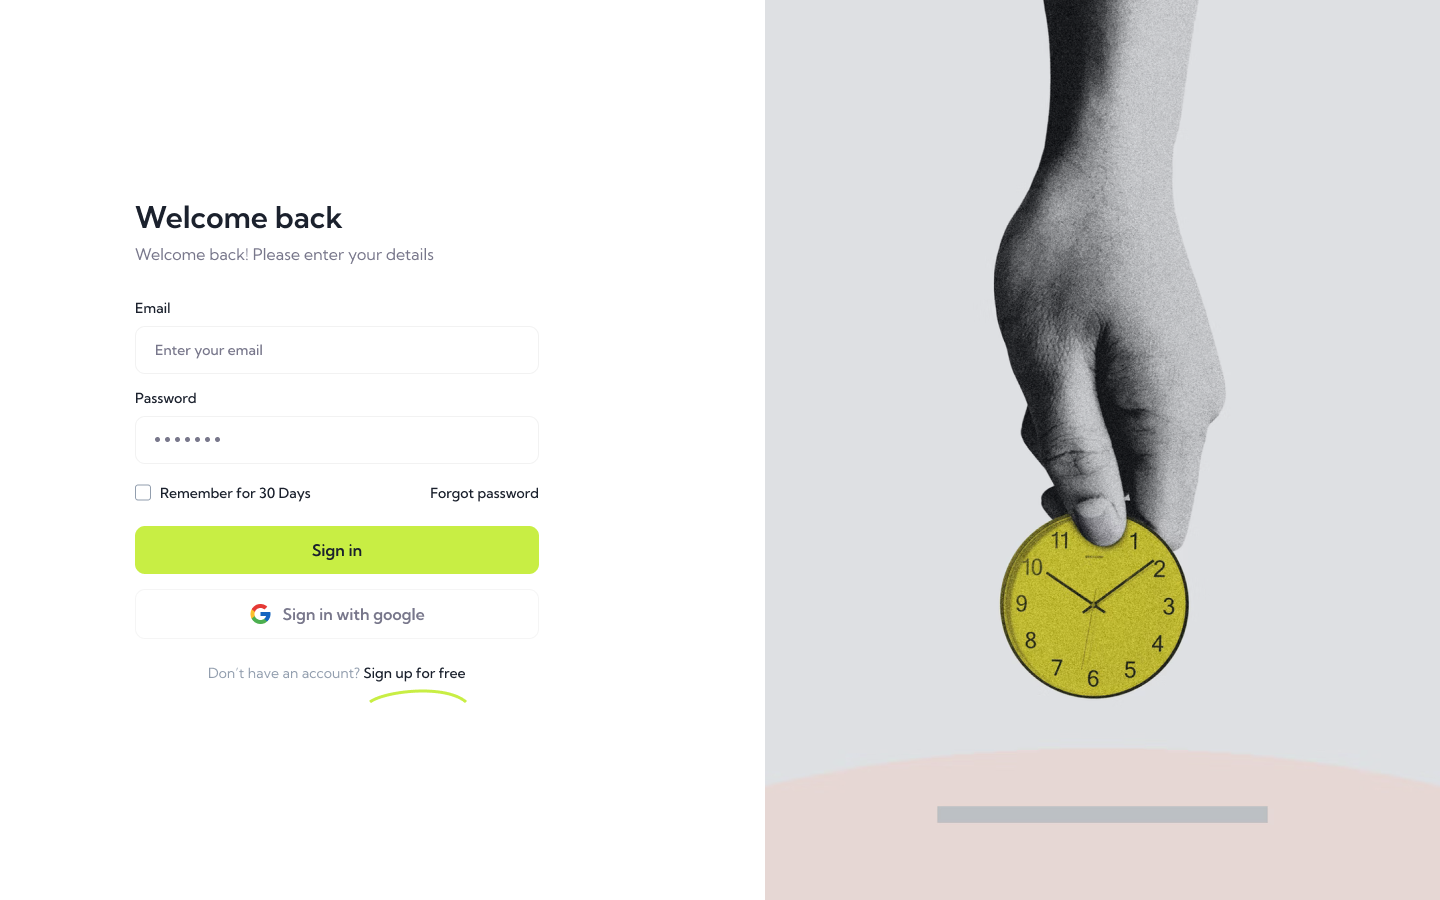 Welcome back
Welcome back! Please enter your details
Email
Enter your email
Password
Remember for 30 Days
Forgot password
Sign in
Sign in with google
Don't have an account? Sign up for free
11
1
10
2
9
3
8
4
7
5
6